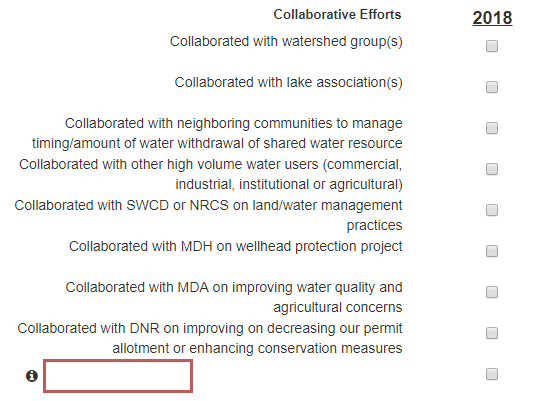 Collaborative Efforts 2018
Collaborated with watershed group(s)
Collaborated with lake association(s)
Collaborated with neighboring communities to manage
timing/amount of water withdrawal of shared water resource
Collaborated with other high volume water users (commercial,
industrial, institutional or agricultural)
Collaborated with SWCD or NRCS on land/water management
practices
Collaborated with MDH on wellhead protection project
Collaborated with MDA on improving water quality and
agricultural concerns
Collaborated with DNR on improving on decreasing our permit
allotment or enhancing conservation measures